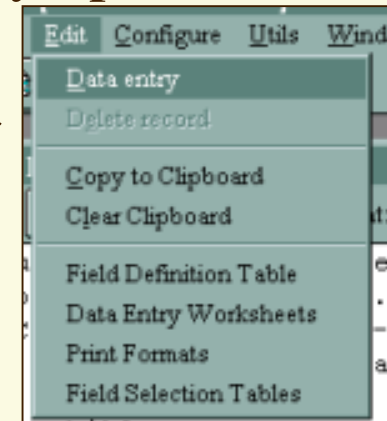 Edit Configure Utils Wind
Data entry
Delete record
Copy to Clipboard
Clear Clipboard
Field Definition Table
Data Entry Worksheets
Print Formats
Field Selection Tables